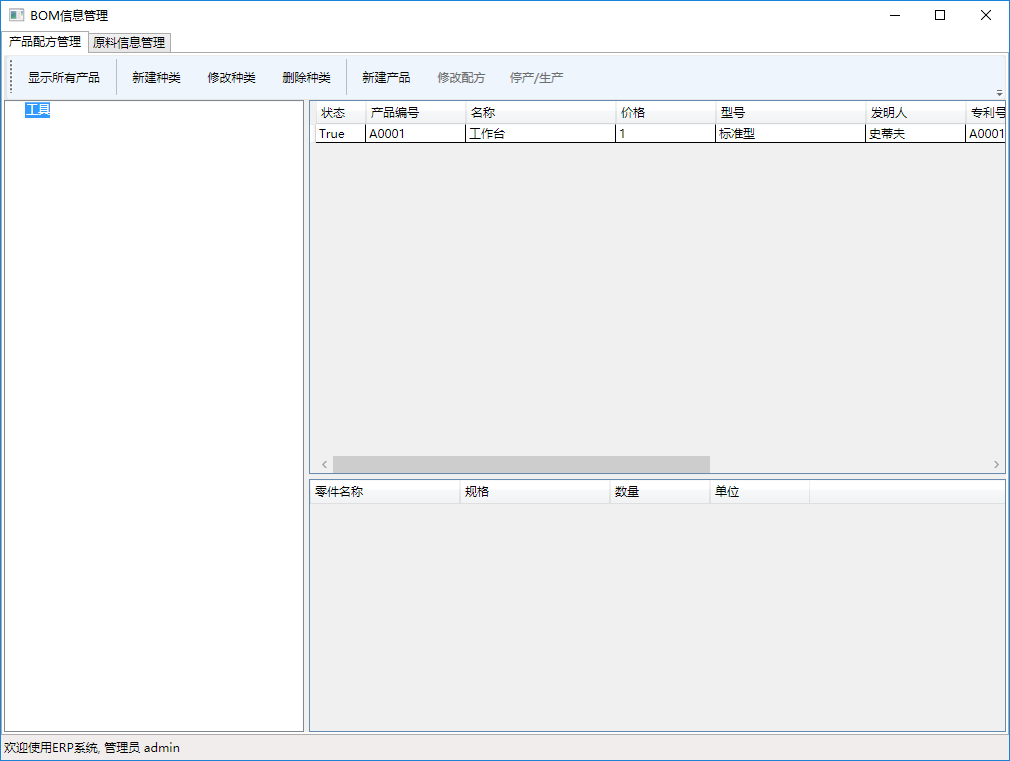 BOM信息管理
产品配方管理 原料信息管理
显示所有产品 新建种类 修改种类 删除种类 新建产品 修改配方 停产/生产
工具
状态 产品编号 名称 价格 型号 发明人 专利号
True A0001 工作台 1 标准型 史蒂夫 A0001
零件名称 规格 数量 单位
欢迎使用ERP系统, 管理员 admin